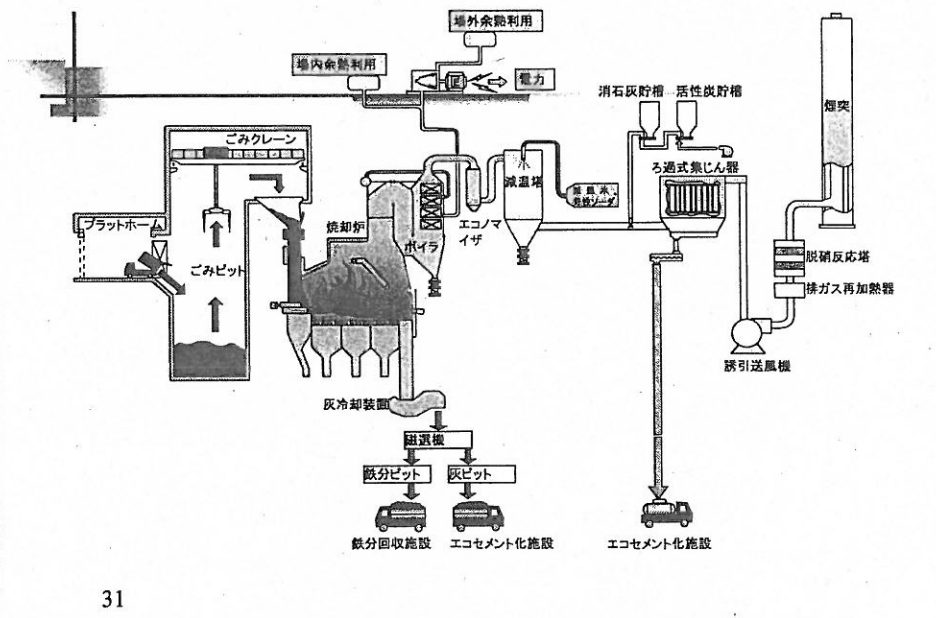 場外余熱利用
場内余熱利用
電力
消石灰貯槽
活性炭貯槽
煙突
ごみクレーン
ろ過式集じん器
減温塔
プラットホーム
焼却炉
ボイラ
エコノマ
イザ
ごみピット
脱硝反応塔
排ガス再加熱器
誘引送風機
灰冷却装置
磁選機
鉄分ピット
灰ピット
鉄分回収施設
エコセメント化施設
エコセメント化施設
31